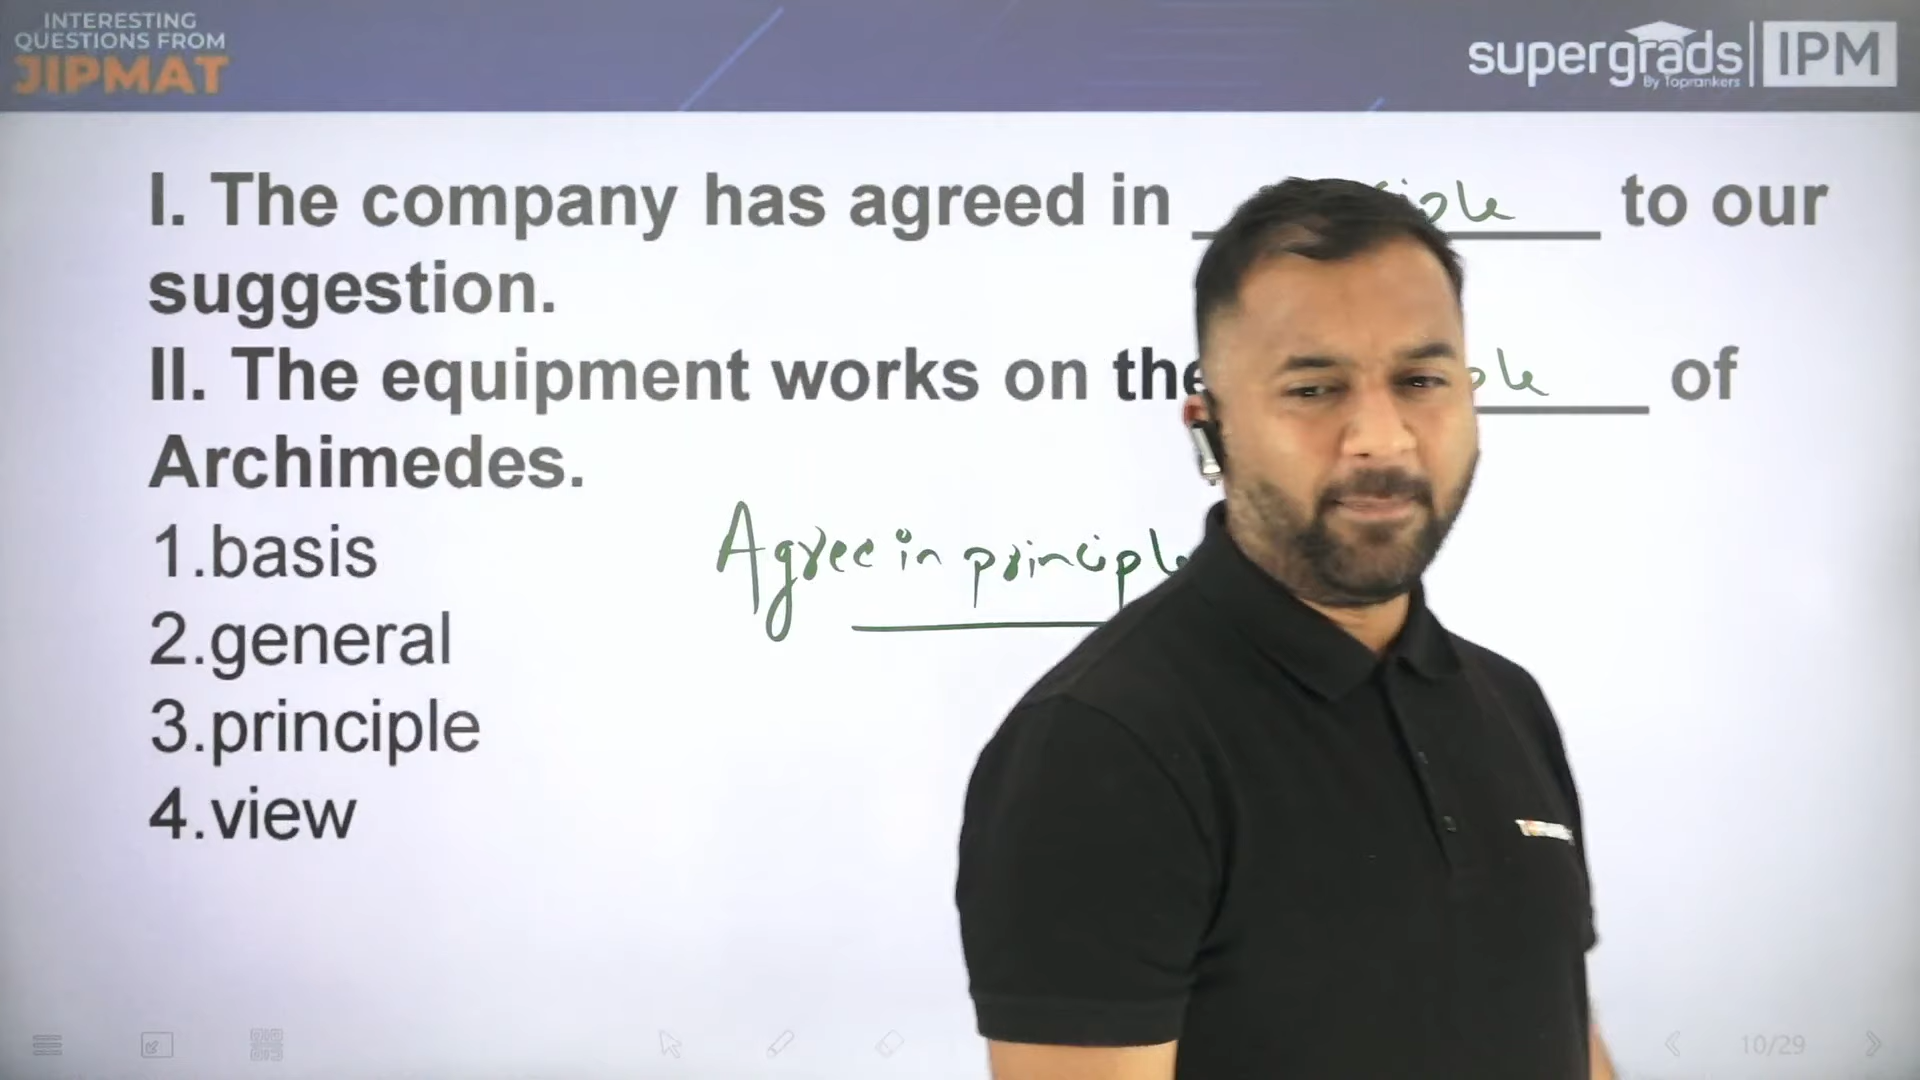 INTERESTING
QUESTIONS FROM
JIPMAT
supergrads
By Toprankers
IPM
I. The company has agreed in to our
suggestion.
II. The equipment works on the of
Archimedes.
1.basis
Agree in principle
2.general
3.principle
4.view
10/29